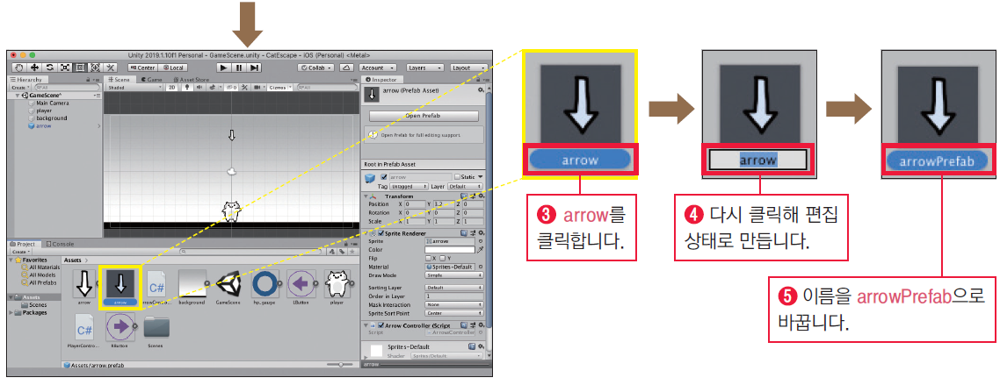 Unity 2019.1.10f1 Personal - GameScene.unity - CatEscape - iOS (Personal) <Metal>
Center Local Collab Account Layers Layout
Hierarchy
Create All
GameScene*
Main Camera
player
background
arrow
Scene Game Asset Store
Shaded 2D Gizmos All
Inspector
arrow (Prefab Asset)
Open Prefab
Open Prefab for full editing support.
Root in Prefab Asset
arrow Static
Tag Untagged Layer Default
Transform
Position X 0 Y 3.2 Z 0
Rotation X 0 Y 0 Z 0
Scale X 1 Y 1 Z 1
Sprite Renderer
Sprite arrow
Color
Flip X Y
Material Sprites-Default
Draw Mode Simple
Sorting Layer Default
Order in Layer 1
Mask Interaction None
Sprite Sort Point Center
Arrow Controller (Script
Script ArrowController
Sprites-Default
Shader Sprites/Default
arrow
Project Console
Create
Favorites
All Materials
All Models
All Prefabs
Assets
Scenes
Packages
Assets
arrow arrow background GameScene hp_gauge LButton player
PlayerContro... RButton Scenes
Assets/arrow.prefab
arrow
❸ arrow를
클릭합니다.
arrow
❹ 다시 클릭해 편집
상태로 만듭니다.
arrowPrefab
❺ 이름을 arrowPrefab으로
바꿉니다.